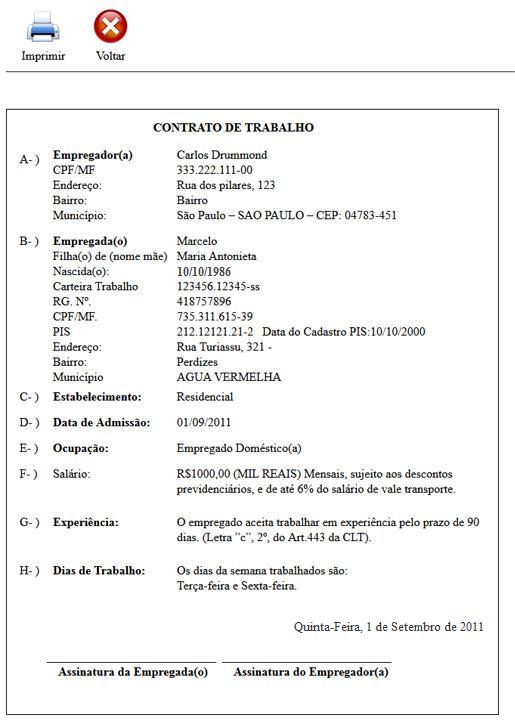 Imprimir Voltar
CONTRATO DE TRABALHO
A- ) Empregador(a) Carlos Drummond
CPF/MF 333.222.111-00
Endereço: Rua dos pilares, 123
Bairro: Bairro
Município: São Paulo – SAO PAULO – CEP: 04783-451
B- ) Empregada(o) Marcelo
Filha(o) de (nome mãe) Maria Antonieta
Nascida(o): 10/10/1986
Carteira Trabalho 123456.12345-ss
RG. Nº. 418757896
CPF/MF. 735.311.615-39
PIS 212.12121.21-2 Data do Cadastro PIS:10/10/2000
Endereço: Rua Turiassu, 321 -
Bairro: Perdizes
Município AGUA VERMELHA
C- ) Estabelecimento: Residencial
D- ) Data de Admissão: 01/09/2011
E- ) Ocupação: Empregado Doméstico(a)
F- ) Salário: R$1000,00 (MIL REAIS) Mensais, sujeito aos descontos
previdenciários, e de até 6% do salário de vale transporte.
G- ) Experiência: O empregado aceita trabalhar em experiência pelo prazo de 90
dias. (Letra "c", 2º, do Art.443 da CLT).
H- ) Dias de Trabalho: Os dias da semana trabalhados são:
Terça-feira e Sexta-feira.
Quinta-Feira, 1 de Setembro de 2011
Assinatura da Empregada(o) Assinatura do Empregador(a)